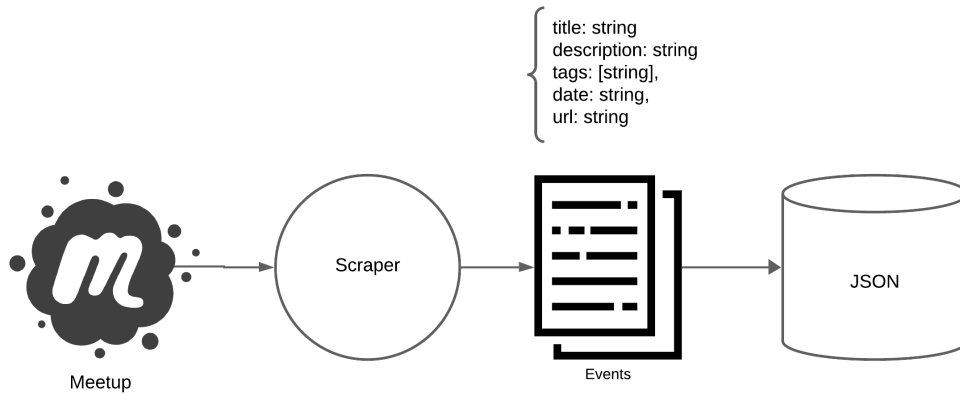 title: string
description: string
tags: [string],
date: string,
url: string
m
Scraper
JSON
Events
Meetup